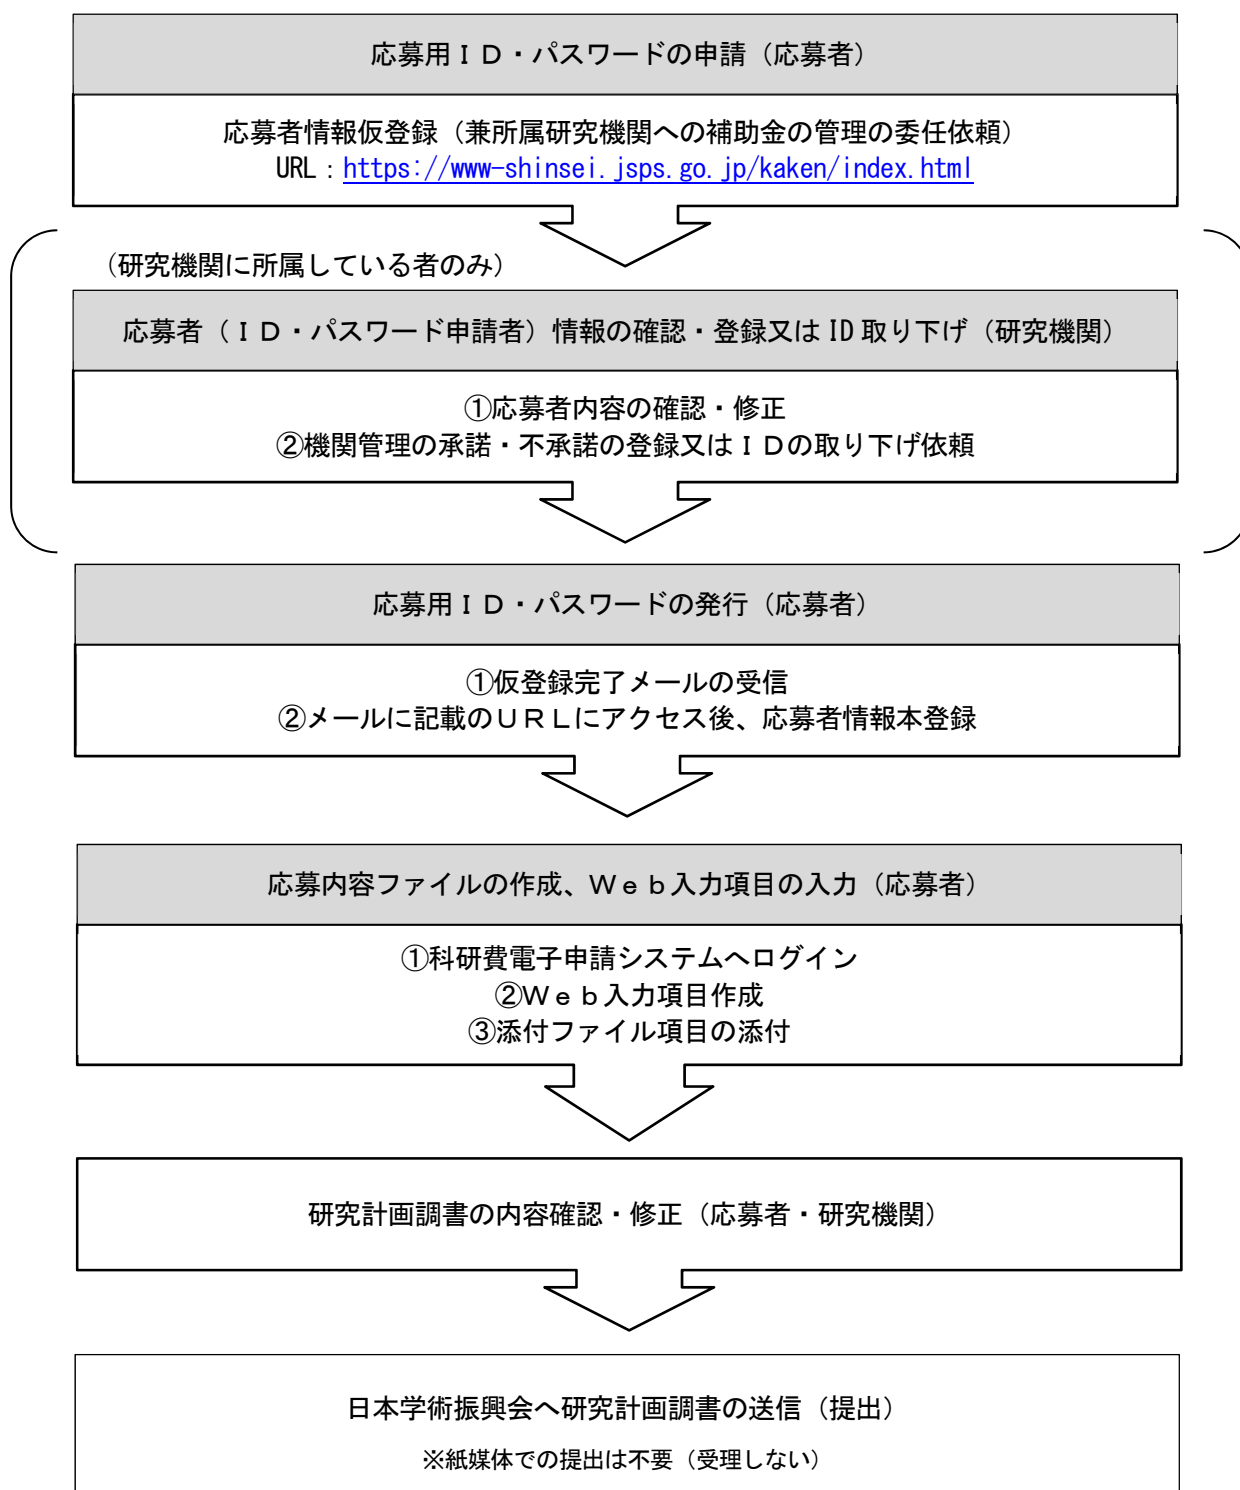 応募用ＩＤ・パスワードの申請（応募者）
応募者情報仮登録（兼所属研究機関への補助金の管理の委任依頼）
URL：https://www-shinsei.jsps.go.jp/kaken/index.html
（研究機関に所属している者のみ）
応募者（ＩＤ・パスワード申請者）情報の確認・登録又は ID 取り下げ（研究機関）
①応募者内容の確認・修正
②機関管理の承諾・不承諾の登録又はＩＤの取り下げ依頼
応募用ＩＤ・パスワードの発行（応募者）
①仮登録完了メールの受信
②メールに記載のＵＲＬにアクセス後、応募者情報本登録
応募内容ファイルの作成、Ｗｅｂ入力項目の入力（応募者）
①科研費電子申請システムへログイン
②Ｗｅｂ入力項目作成
③添付ファイル項目の添付
研究計画調書の内容確認・修正（応募者・研究機関）
日本学術振興会へ研究計画調書の送信（提出）
※紙媒体での提出は不要（受理しない）